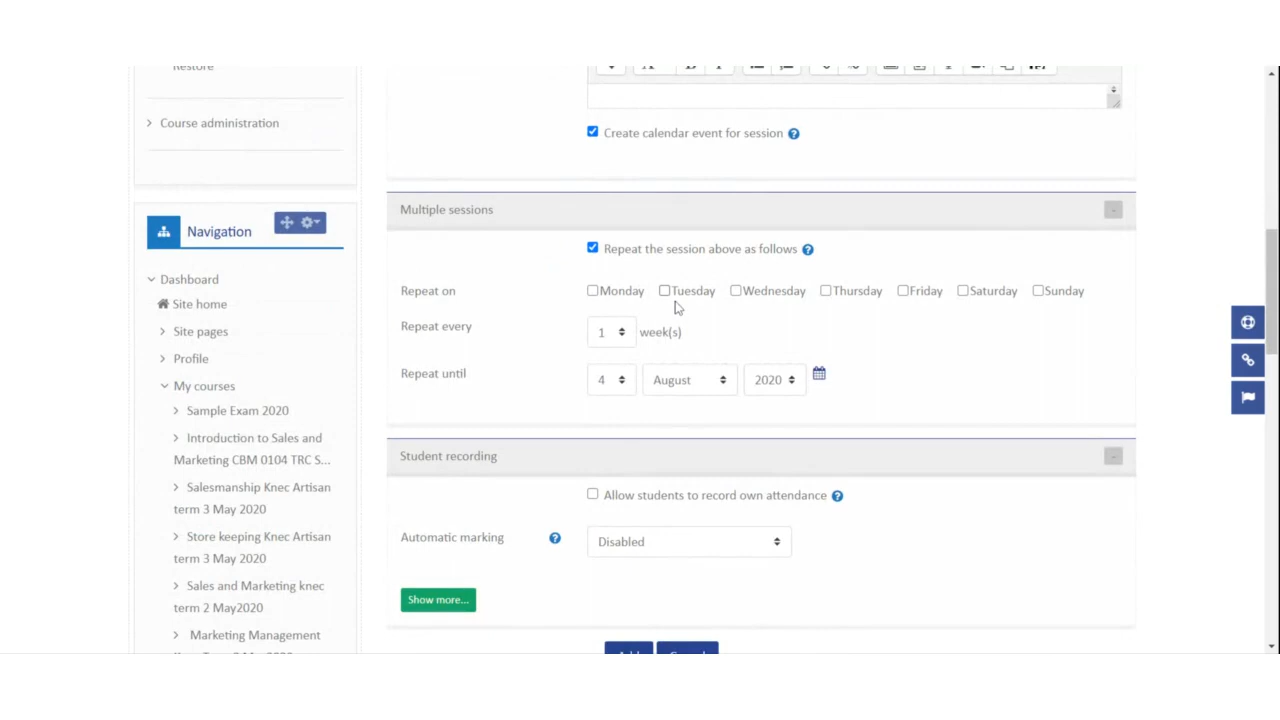 Restore
Course administration
Navigation
Dashboard
Site home
Site pages
Profile
My courses
Sample Exam 2020
Introduction to Sales and
Marketing CBM 0104 TRC S...
Salesmanship Knec Artisan
term 3 May 2020
Store keeping Knec Artisan
term 3 May 2020
Sales and Marketing knec
term 2 May2020
Marketing Management
Create calendar event for session
Multiple sessions
Repeat the session above as follows
Repeat on Monday Tuesday Wednesday Thursday Friday Saturday Sunday
Repeat every 1 week(s)
Repeat until 4 August 2020
Student recording
Allow students to record own attendance
Automatic marking Disabled
Show more...